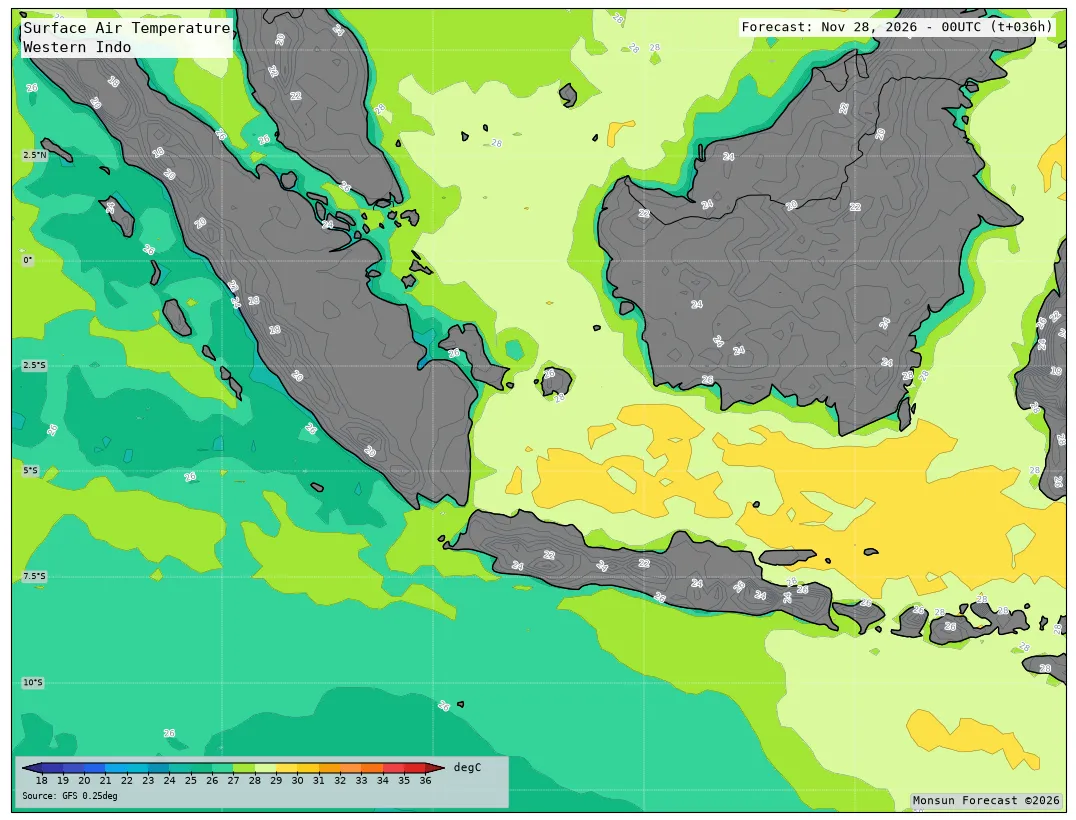 Surface Air Temperature
Western Indo
Forecast: Nov 28, 2026 - 00UTC (t+036h)
2.5°N
0°
2.5°S
5°S
7.5°S
10°S
18 19 20 21 22 23 24 25 26 27 28 29 30 31 32 33 34 35 36 degC
Source: GFS 0.25deg
Monsun Forecast ©2026